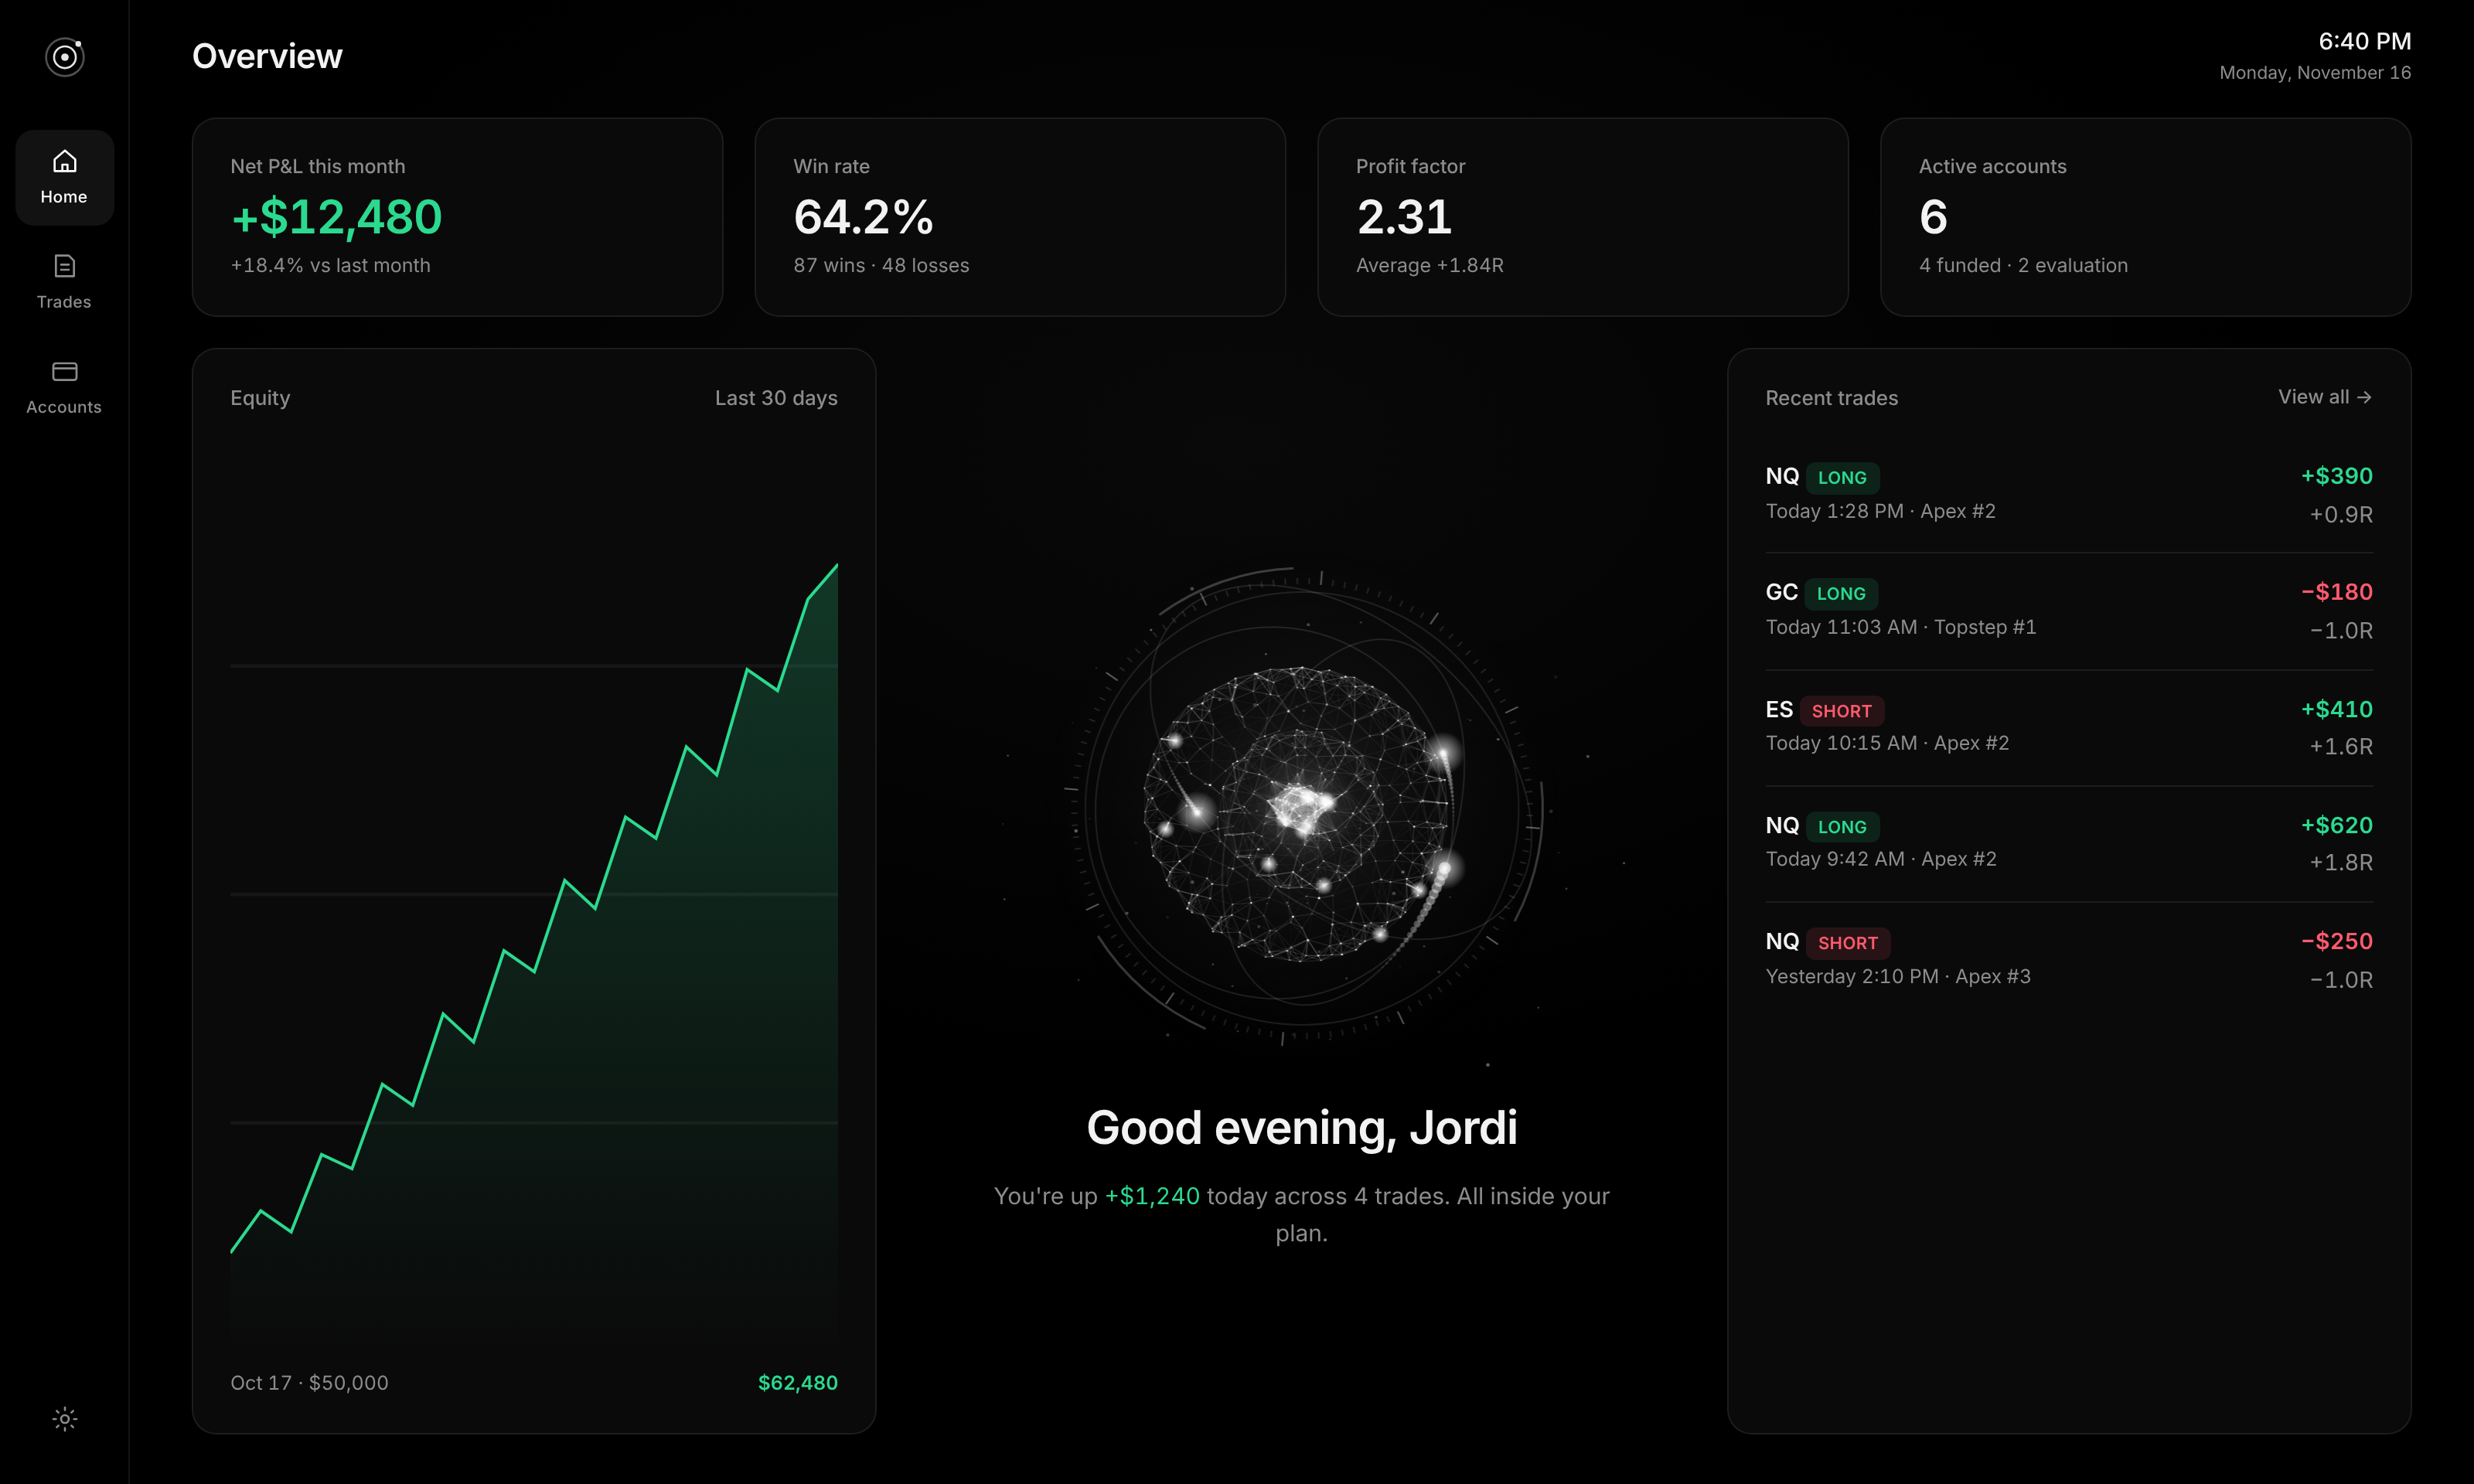 Overview
6:40 PM
Monday, November 16
Home
Trades
Accounts
Net P&L this month
+$12,480
+18.4% vs last month
Win rate
64.2%
87 wins · 48 losses
Profit factor
2.31
Average +1.84R
Active accounts
6
4 funded · 2 evaluation
Equity
Last 30 days
Oct 17 · $50,000
$62,480
Good evening, Jordi
You're up +$1,240 today across 4 trades. All inside your
plan.
Recent trades
View all →
NQ LONG
+$390
Today 1:28 PM · Apex #2
+0.9R
GC LONG
−$180
Today 11:03 AM · Topstep #1
−1.0R
ES SHORT
+$410
Today 10:15 AM · Apex #2
+1.6R
NQ LONG
+$620
Today 9:42 AM · Apex #2
+1.8R
NQ SHORT
−$250
Yesterday 2:10 PM · Apex #3
−1.0R